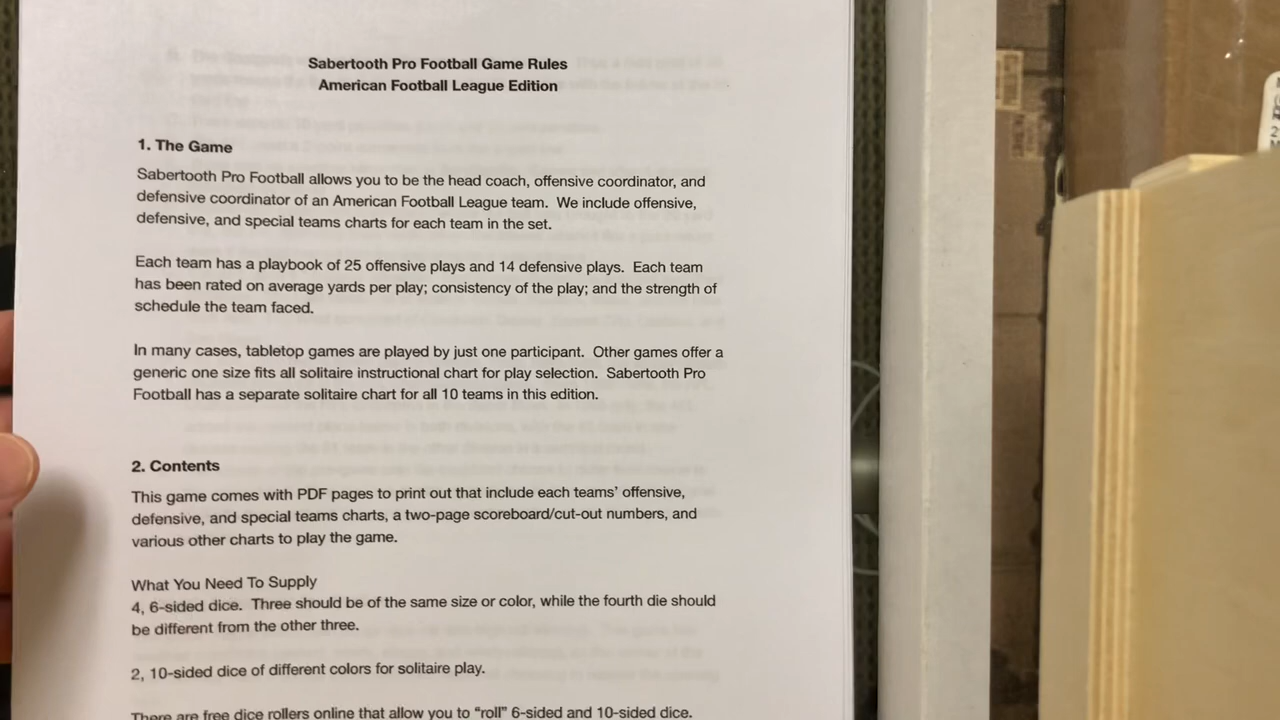 Sabertooth Pro Football Game Rules
American Football League Edition
1. The Game
Sabertooth Pro Football allows you to be the head coach, offensive coordinator, and
defensive coordinator of an American Football League team.  We include offensive,
defensive, and special teams charts for each team in the set.
Each team has a playbook of 25 offensive plays and 14 defensive plays.  Each team
has been rated on average yards per play; consistency of the play; and the strength of
schedule the team faced.
In many cases, tabletop games are played by just one participant.  Other games offer a
generic one size fits all solitaire instructional chart for play selection.  Sabertooth Pro
Football has a separate solitaire chart for all 10 teams in this edition.
2. Contents
This game comes with PDF pages to print out that include each teams’ offensive,
defensive, and special teams charts, a two-page scoreboard/cut-out numbers, and
various other charts to play the game.
What You Need To Supply
4, 6-sided dice.  Three should be of the same size or color, while the fourth die should
be different from the other three.
2, 10-sided dice of different colors for solitaire play.
There are free dice rollers online that allow you to “roll” 6-sided and 10-sided dice.